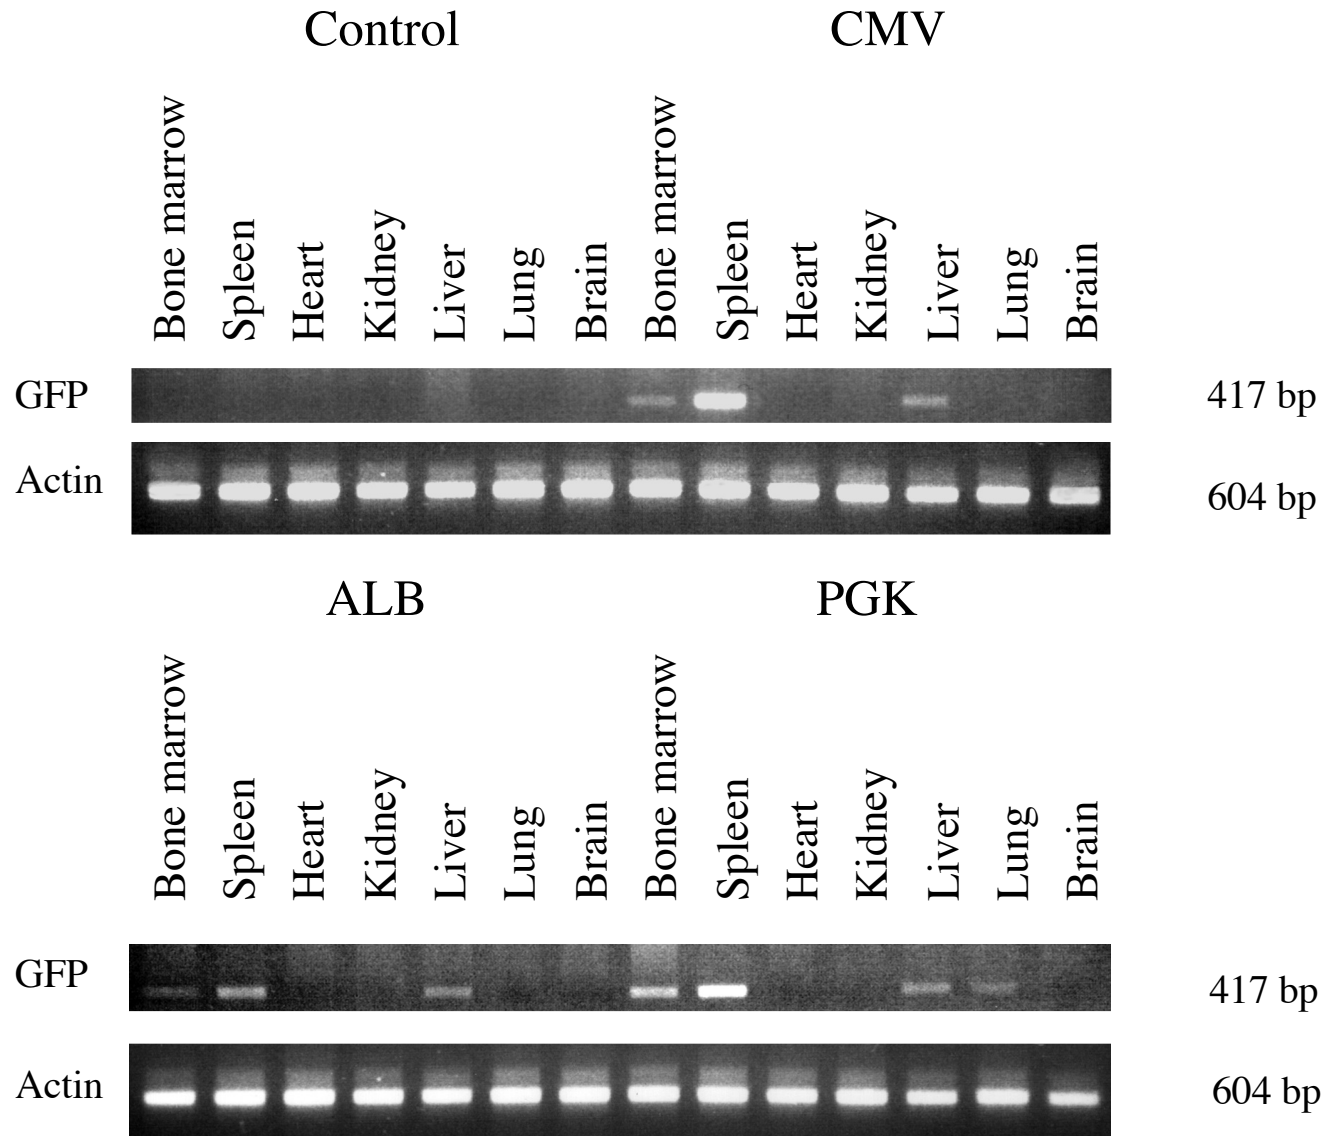 Control CMV
Bone marrow Spleen Heart Kidney Liver Lung Brain Bone marrow Spleen Heart Kidney Liver Lung Brain
GFP 417 bp
Actin 604 bp
ALB PGK
Bone marrow Spleen Heart Kidney Liver Lung Brain Bone marrow Spleen Heart Kidney Liver Lung Brain
GFP 417 bp
Actin 604 bp